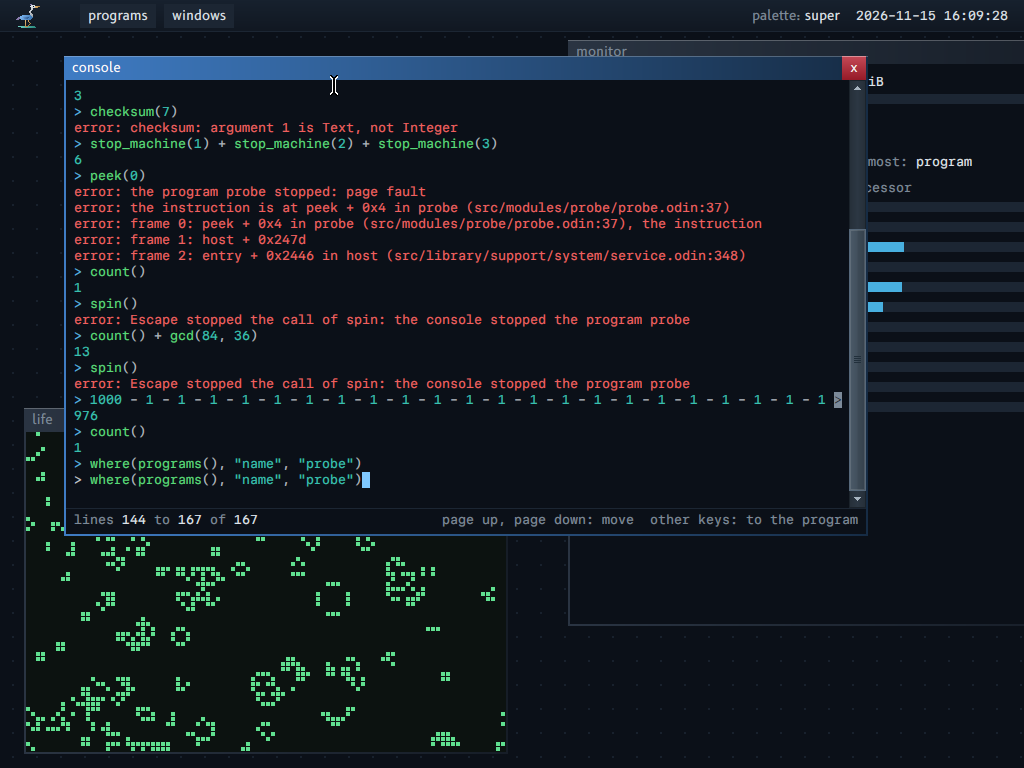 programs windows palette: super 2026-11-15 16:09:28
monitor
console x
iB
3
> checksum(7)
error: checksum: argument 1 is Text, not Integer
> stop_machine(1) + stop_machine(2) + stop_machine(3)
6
most: program
> peek(0)
cessor
error: the program probe stopped: page fault
error: the instruction is at peek + 0x4 in probe (src/modules/probe/probe.odin:37)
error: frame 0: peek + 0x4 in probe (src/modules/probe/probe.odin:37), the instruction
error: frame 1: host + 0x247d
error: frame 2: entry + 0x2446 in host (src/library/support/system/service.odin:348)
> count()
1
> spin()
error: Escape stopped the call of spin: the console stopped the program probe
> count() + gcd(84, 36)
13
> spin()
error: Escape stopped the call of spin: the console stopped the program probe
> 1000 - 1 - 1 - 1 - 1 - 1 - 1 - 1 - 1 - 1 - 1 - 1 - 1 - 1 - 1 - 1 - 1 - 1 - 1 - 1 - 1 - 1 - 1 >
976
life
> count()
1
> where(programs(), "name", "probe")
> where(programs(), "name", "probe")
lines 144 to 167 of 167 page up, page down: move other keys: to the program